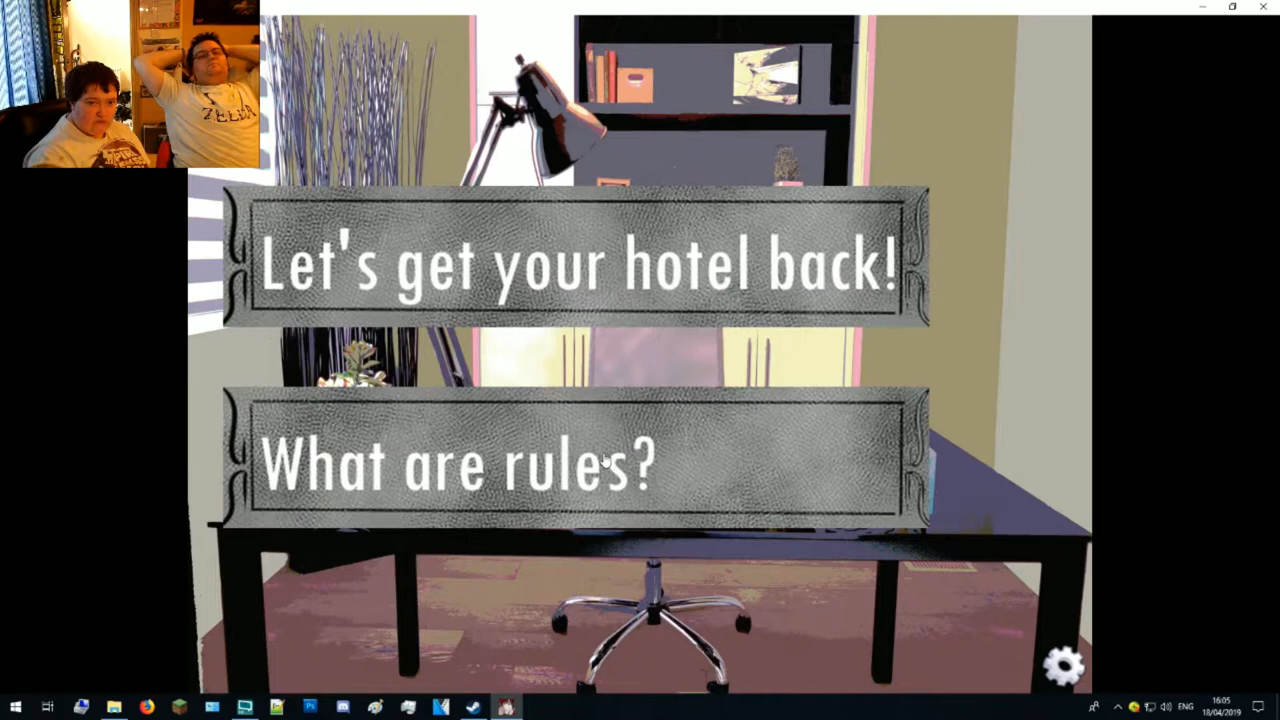 ZELDA
Let's get your hotel back!
What are rules?
ENG
16:05
18/04/2019